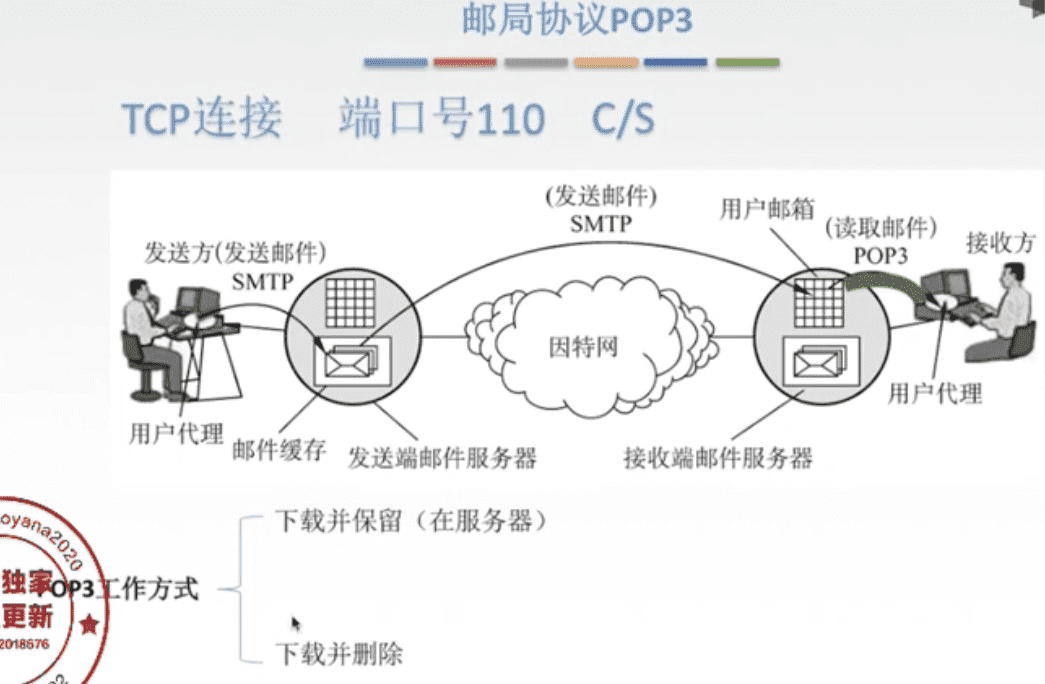 邮局协议POP3
TCP连接 端口号110 C/S
(发送邮件)
SMTP
用户邮箱
(读取邮件)
POP3
接收方
发送方(发送邮件)
SMTP
因特网
用户代理
邮件缓存
发送端邮件服务器
接收端邮件服务器
用户代理
下载并保留（在服务器）
OP3工作方式
下载并删除
oyana2020
独家
更新
2018676